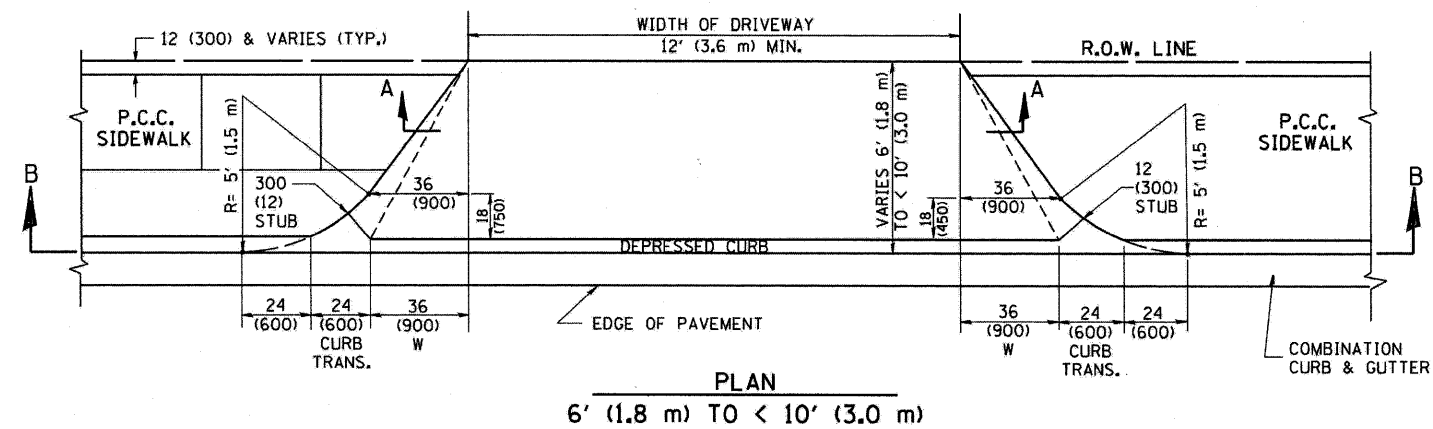 WIDTH OF DRIVEWAY
12' (3.6 m) MIN.
12 (300) & VARIES (TYP.)
R.O.W. LINE
A
A
P.C.C.
SIDEWALK
P.C.C.
SIDEWALK
R= 5' (1.5 m)
VARIES 6' (1.8 m)
TO < 10' (3.0 m)
R= 5' (1.5 m)
B
B
300
(12)
STUB
36
(900)
18
(750)
36
(900)
18
(450)
12
(300)
STUB
DEPRESSED CURB
24
(600)
24
(600)
CURB
TRANS.
36
(900)
W
EDGE OF PAVEMENT
36
(900)
W
24
(600)
CURB
TRANS.
24
(600)
COMBINATION
CURB & GUTTER
PLAN
6' (1.8 m) TO < 10' (3.0 m)